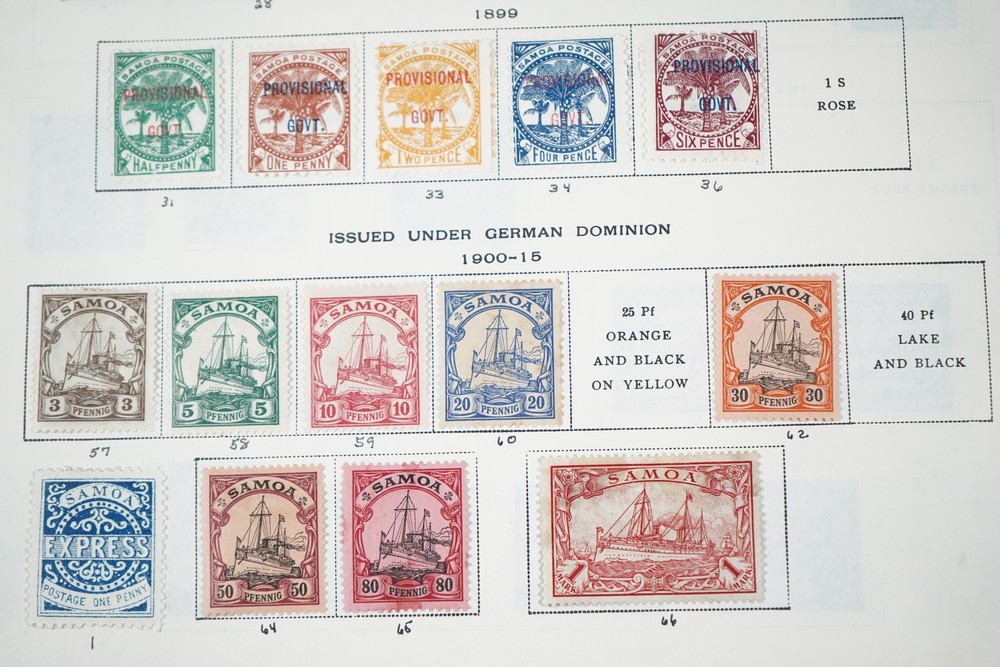 28
1899
SAMOA POSTAGE
PROVISIONAL
GOVT.
HALFPENNY
SAMOA POSTAGE
PROVISIONAL
GOVT.
ONE PENNY
SAMOA POSTAGE
PROVISIONAL
GOVT.
TWO PENCE
SAMOA POSTAGE
PROVISIONAL
GOVT.
FOUR PENCE
SAMOA POSTAGE
PROVISIONAL
GOVT.
SIX PENCE
1 S
ROSE
31
33
34
36
ISSUED UNDER GERMAN DOMINION
1900-15
SAMOA
3 PFENNIG 3
SAMOA
5 PFENNIG 5
SAMOA
10 PFENNIG 10
SAMOA
20 PFENNIG 20
25 Pf
ORANGE
AND BLACK
ON YELLOW
SAMOA
30 PFENNIG 30
40 Pf
LAKE
AND BLACK
57
58
59
60
62
SAMOA
EXPRESS
POSTAGE ONE PENNY
SAMOA
50 PFENNIG 50
SAMOA
80 PFENNIG 80
SAMOA
1 MARK 1 MARK
1
64
65
66